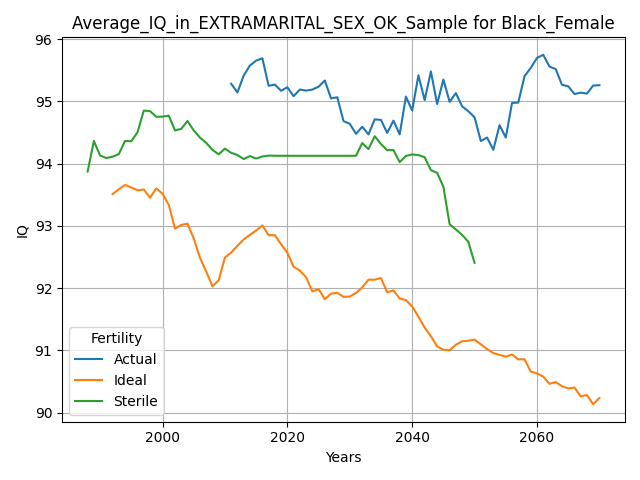 Average_IQ_in_EXTRAMARITAL_SEX_OK_Sample for Black_Female
96
95
94
93
92
91
90
IQ
Fertility
Actual
Ideal
Sterile
2000 2020 2040 2060
Years